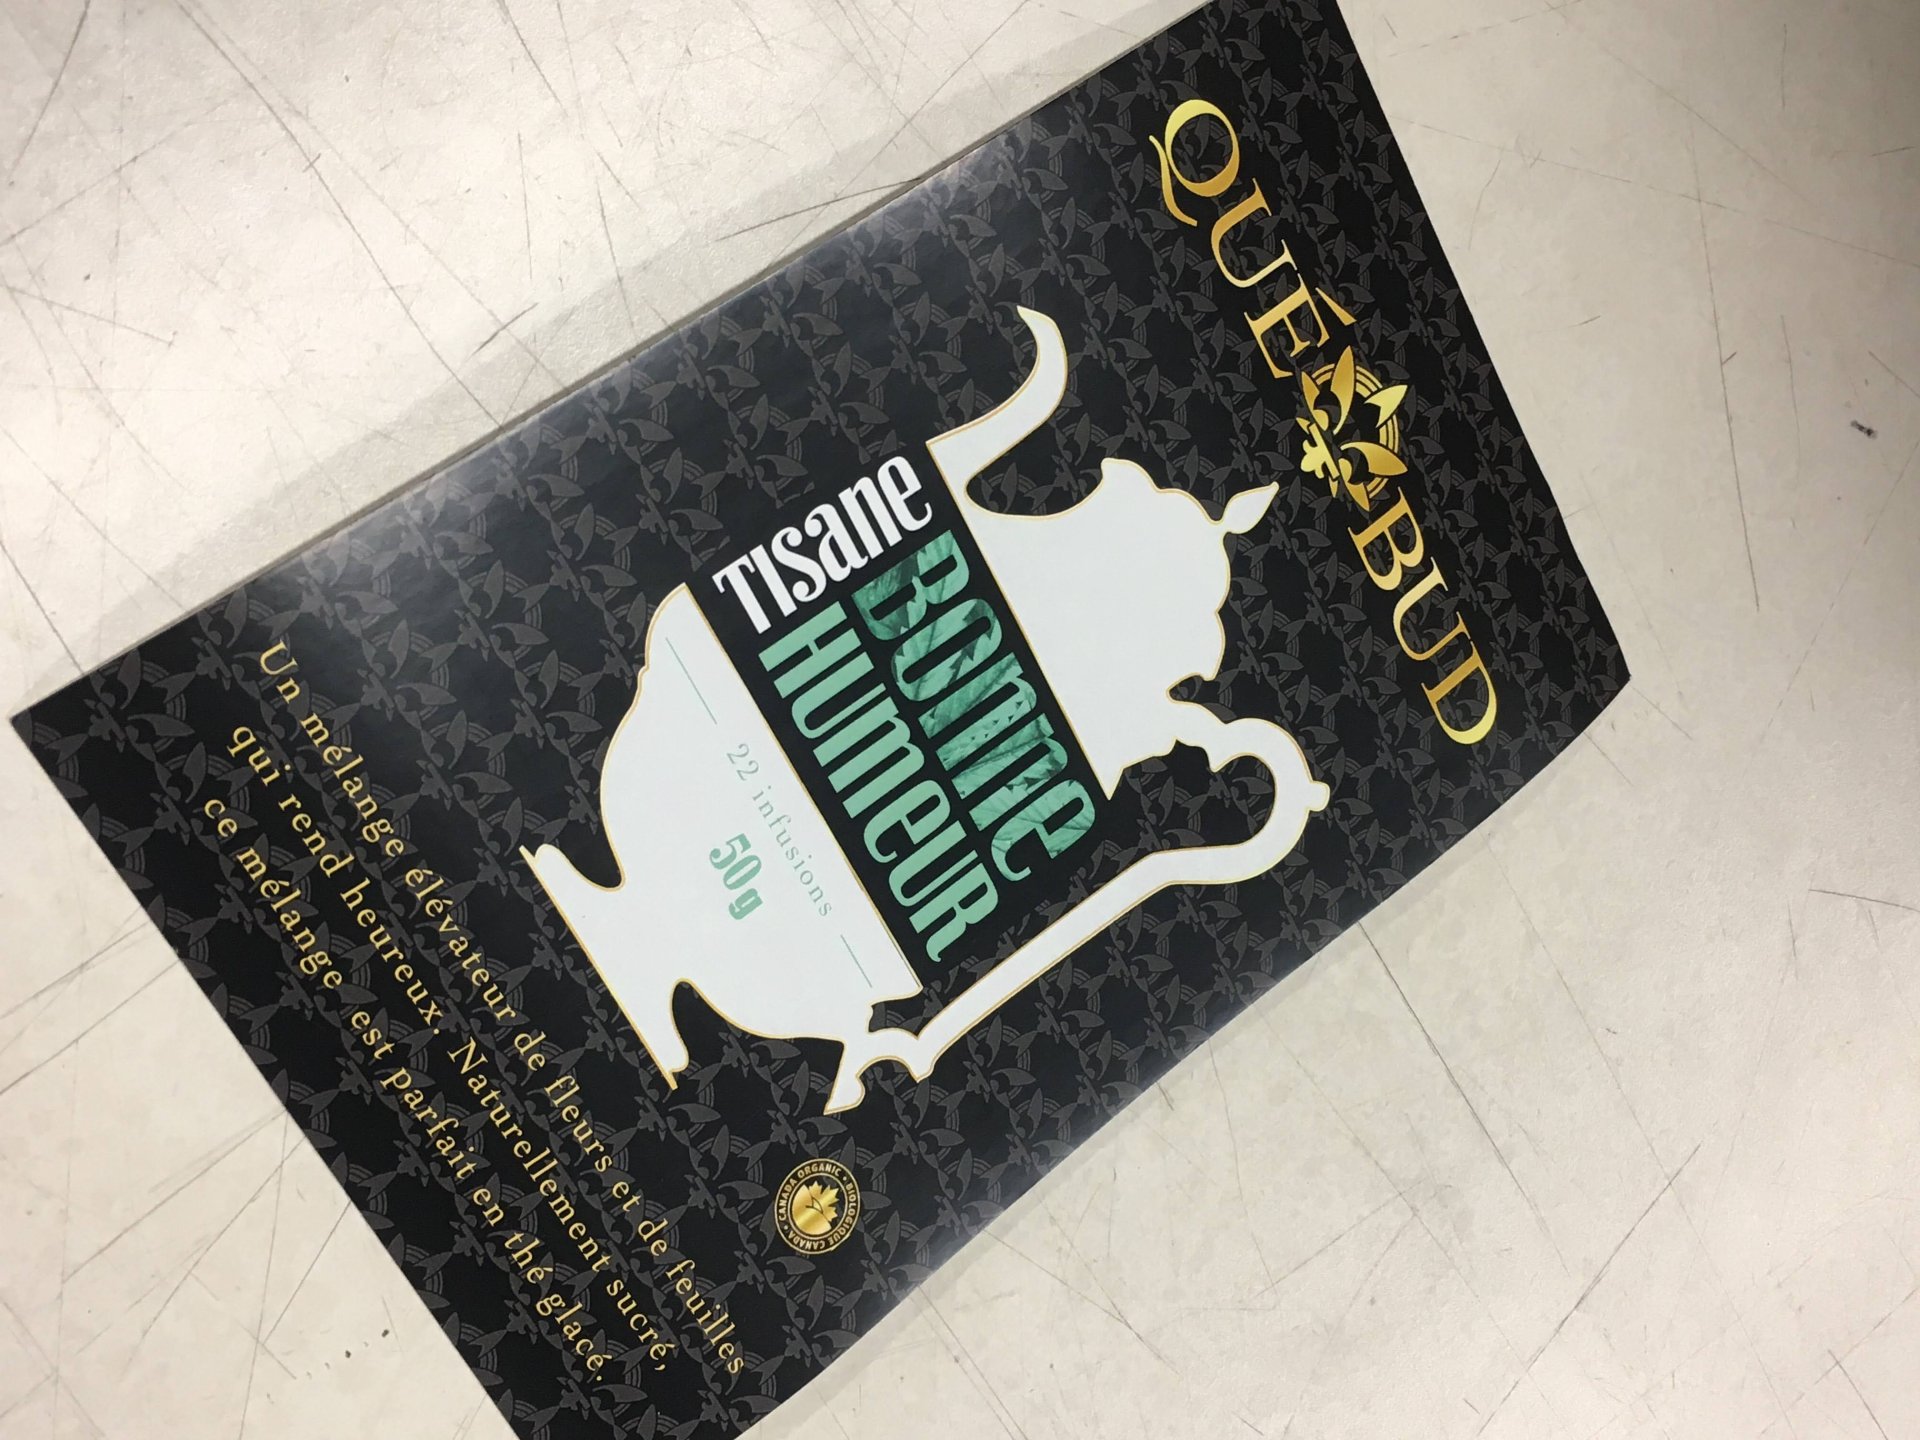 QUÉBUD
Tisane
Bonne
Humeur
22 infusions
50 g
CANADA ORGANIC • BIOLOGIQUE CANADA •
Un mélange élévateur de fleurs et de feuilles
qui rend heureux. Naturellement sucré,
ce mélange est parfait en thé glacé.